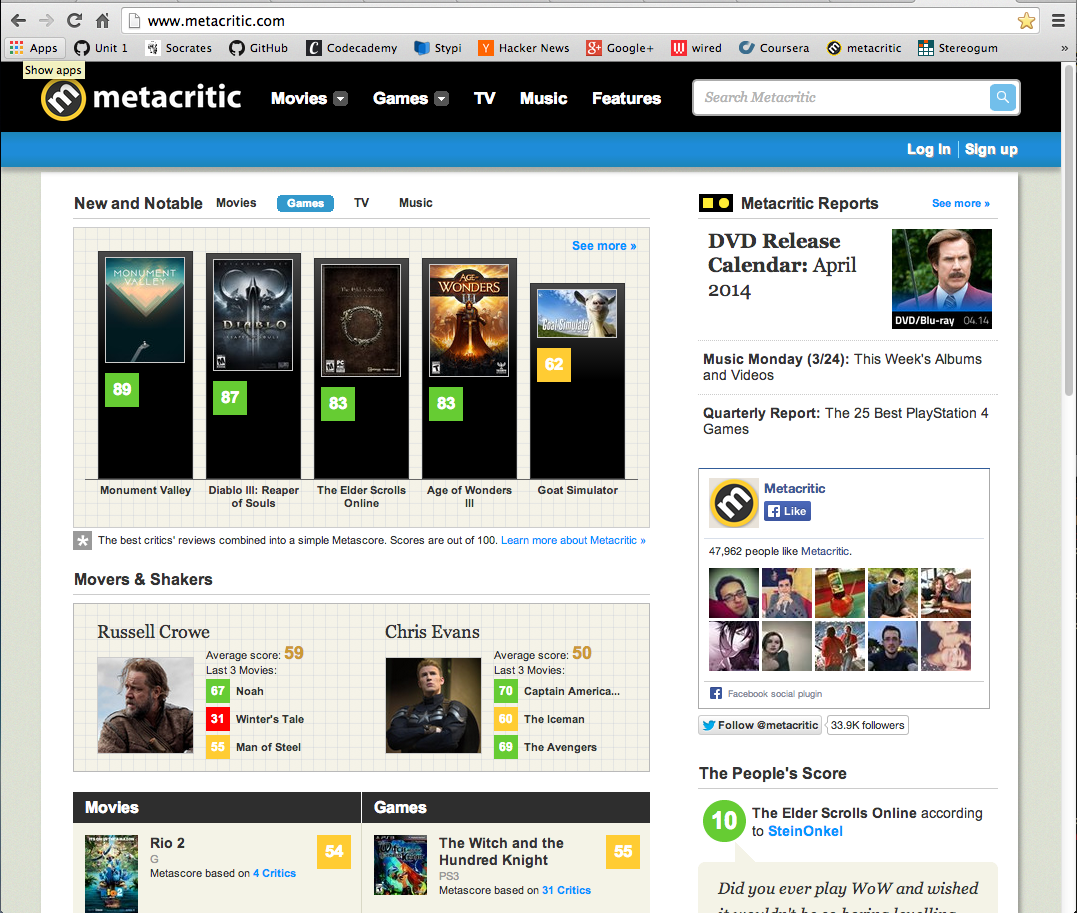 www.metacritic.com
Apps Unit 1 Socrates GitHub Codecademy Stypi Hacker News Google+ wired Coursera metacritic Stereogum »
Show apps
metacritic Movies Games TV Music Features Search Metacritic
Log In Sign up
New and Notable Movies Games TV Music
See more »
MONUMENT VALLEY
DIABLO
The Elder Scrolls
AGE of WONDERS III
Goat Simulator
89
87
83
83
62
Monument Valley
Diablo III: Reaper
of Souls
The Elder Scrolls
Online
Age of Wonders
III
Goat Simulator
* The best critics' reviews combined into a simple Metascore. Scores are out of 100. Learn more about Metacritic »
Movers & Shakers
Russell Crowe
Average score: 59
Last 3 Movies:
67 Noah
31 Winter's Tale
55 Man of Steel
Chris Evans
Average score: 50
Last 3 Movies:
70 Captain America...
60 The Iceman
69 The Avengers
Movies
Rio 2
G
Metascore based on 4 Critics
54
Games
The Witch and the
Hundred Knight
PS3
Metascore based on 31 Critics
55
Metacritic Reports See more »
DVD Release
Calendar: April
2014
DVD/Blu-ray 04.14
Music Monday (3/24): This Week's Albums
and Videos
Quarterly Report: The 25 Best PlayStation 4
Games
Metacritic
Like
47,962 people like Metacritic.
Facebook social plugin
Follow @metacritic 33.9K followers
The People's Score
10
The Elder Scrolls Online according
to SteinOnkel
Did you ever play WoW and wished
it wouldn't be so boring levelling